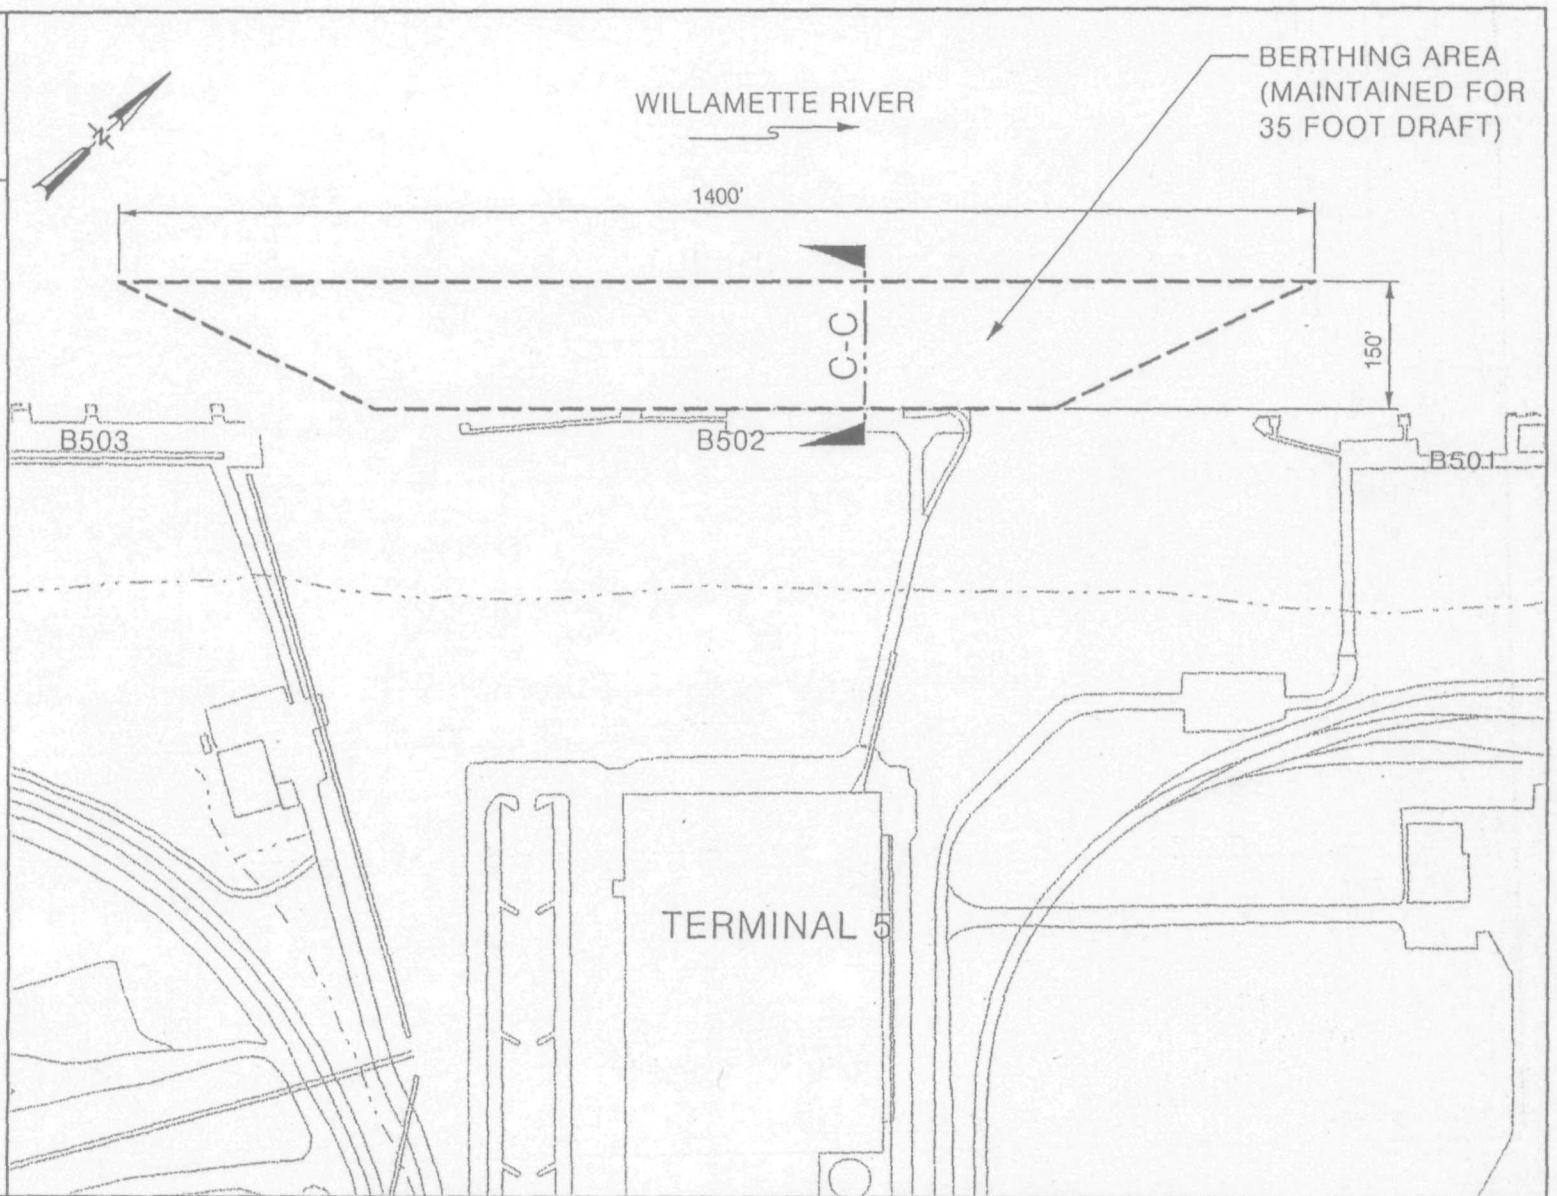 BERTHING AREA
(MAINTAINED FOR
35 FOOT DRAFT)
WILLAMETTE RIVER
N
1400'
C-C
150'
B503
B502
B501
TERMINAL 5